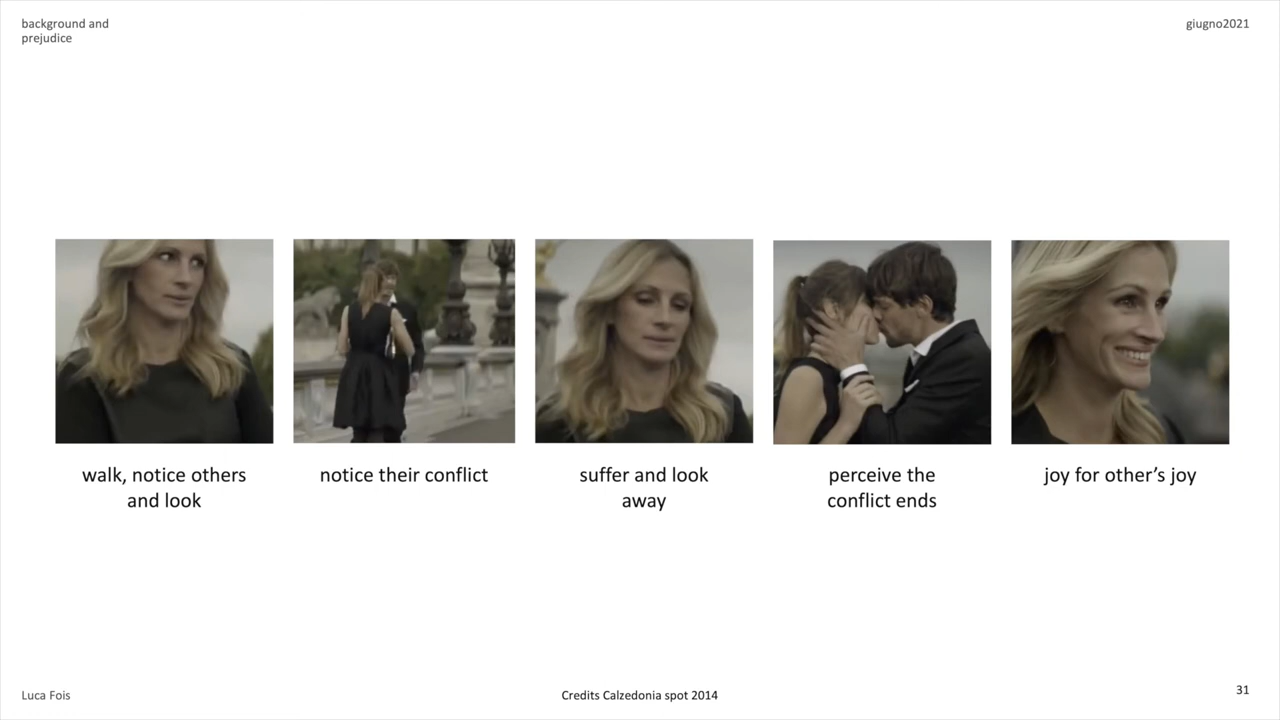 background and
prejudice
giugno2021
walk, notice others
and look
notice their conflict
suffer and look
away
perceive the
conflict ends
joy for other’s joy
Luca Fois
Credits Calzedonia spot 2014
31